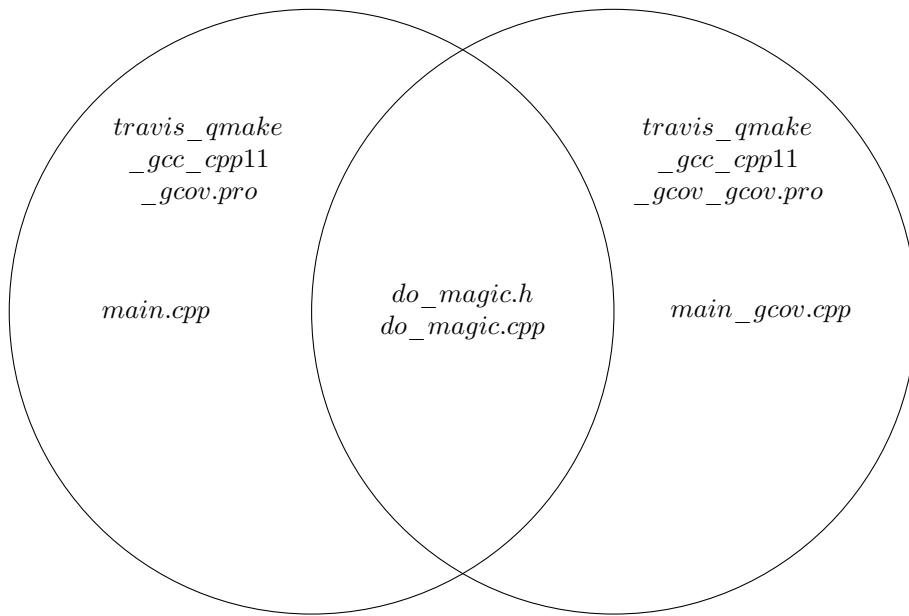 travis_qmake
_gcc_cpp11
_gcov.pro
main.cpp
do_magic.h
do_magic.cpp
travis_qmake
_gcc_cpp11
_gcov_gcov.pro
main_gcov.cpp